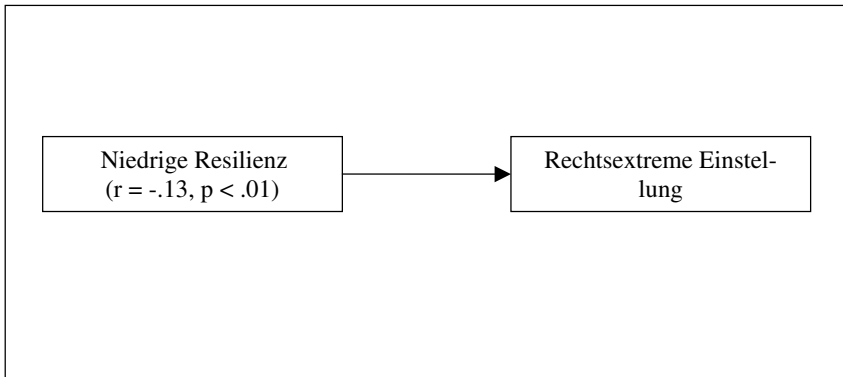 Niedrige Resilienz
(r = -.13, p < .01)
Rechtsextreme Einstel-
lung